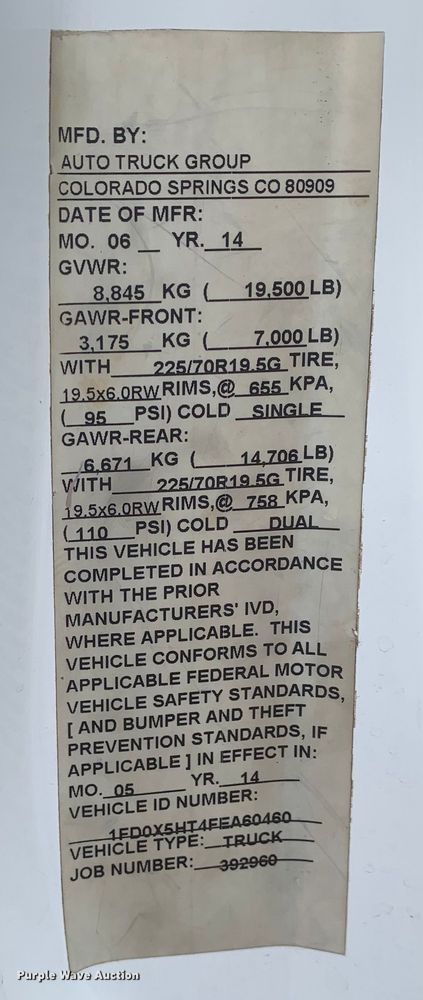 MFD. BY:
AUTO TRUCK GROUP
COLORADO SPRINGS CO 80909
DATE OF MFR:
MO. 06 YR. 14
GVWR:
8,845 KG ( 19,500 LB)
GAWR-FRONT:
3,175 KG ( 7,000 LB)
WITH 225/70R19.5G TIRE,
19.5x6.0RW RIMS,@ 655 KPA,
( 95 PSI) COLD SINGLE
GAWR-REAR:
6,671 KG ( 14,706 LB)
WITH 225/70R19.5G TIRE,
19.5x6.0RW RIMS,@ 758 KPA,
( 110 PSI) COLD DUAL
THIS VEHICLE HAS BEEN
COMPLETED IN ACCORDANCE
WITH THE PRIOR
MANUFACTURERS' IVD,
WHERE APPLICABLE. THIS
VEHICLE CONFORMS TO ALL
APPLICABLE FEDERAL MOTOR
VEHICLE SAFETY STANDARDS,
[ AND BUMPER AND THEFT
PREVENTION STANDARDS, IF
APPLICABLE ] IN EFFECT IN:
MO. 05 YR. 14
VEHICLE ID NUMBER:
1FD0X5HT4FEA60460
VEHICLE TYPE: TRUCK
JOB NUMBER: 392960
Purple Wave Auction